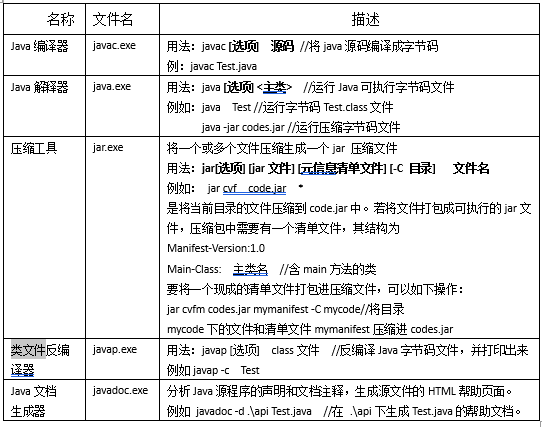 名称 文件名 描述
Java 编译器 javac.exe 用法：javac [选项] 源码 //将 java 源码编译成字节码
例：javac Test.java
Java 解释器 java.exe 用法：java [选项] <主类> //运行 Java 可执行字节码文件
例如：java Test //运行字节码 Test.class 文件
java -jar codes.jar //运行压缩字节码文件
压缩工具 jar.exe 将一个或多个文件压缩生成一个 jar 压缩文件
用法：jar[选项] [jar 文件] [元信息清单文件] [-C 目录] 文件名
例如： jar cvf code.jar *
是将当前目录的文件压缩到 code.jar 中。若将文件打包成可执行的 jar 文
件，压缩包中需要有一个清单文件，其结构为
Manifest-Version:1.0
Main-Class: 主类名 //含 main 方法的类
要将一个现成的清单文件打包进压缩文件，可以如下操作：
jar cvfm codes.jar mymanifest -C mycode//将目录
mycode 下的文件和清单文件 mymanifest 压缩进 codes.jar
类文件反编 javap.exe 用法：javap [选项] class 文件 //反编译 Java 字节码文件，并打印出来
译器 例如 javap -c Test
Java 文档 javadoc.exe 分析 Java 源程序的声明和文档注释，生成源文件的 HTML 帮助页面。
生成器 例如 javadoc -d .\api Test.java //在 .\api 下生成 Test.java 的帮助文档。